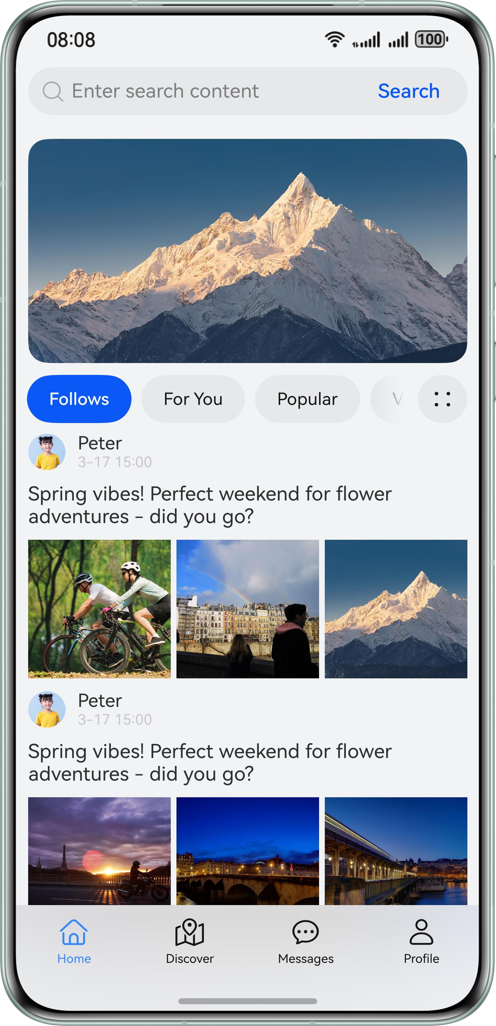 08:08
100
Enter search content
Search
Follows
For You
Popular
Peter
3-17 15:00
Spring vibes! Perfect weekend for flower
adventures - did you go?
Peter
3-17 15:00
Spring vibes! Perfect weekend for flower
adventures - did you go?
Home
Discover
Messages
Profile